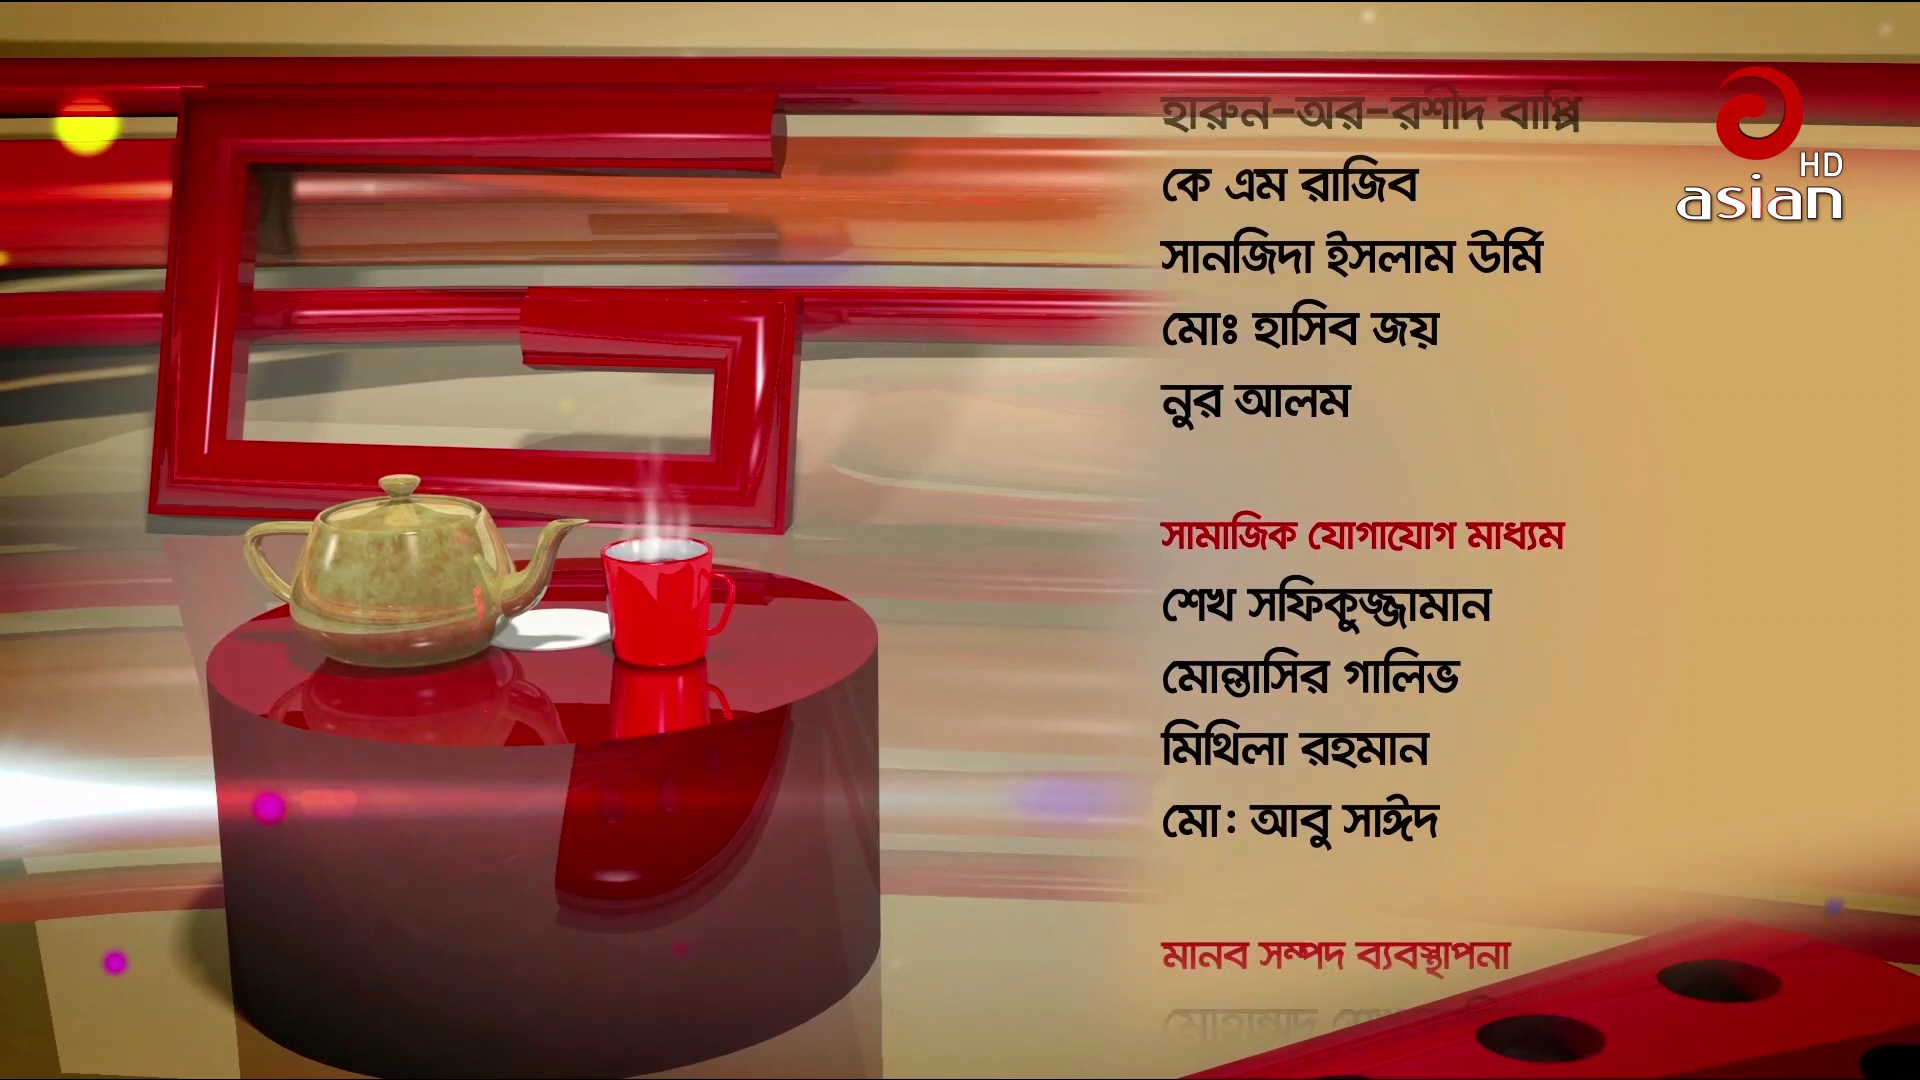 হারুন-অর-রশীদ বাপ্পি
কে এম রাজিব
সানজিদা ইসলাম উর্মি
মোঃ হাসিব জয়
নুর আলম
সামাজিক যোগাযোগ মাধ্যম
শেখ সফিকুজ্জামান
মোন্তাসির গালিভ
মিথিলা রহমান
মো: আবু সাঈদ
মানব সম্পদ ব্যবস্থাপনা
মোহাম্মদ
HD
asian